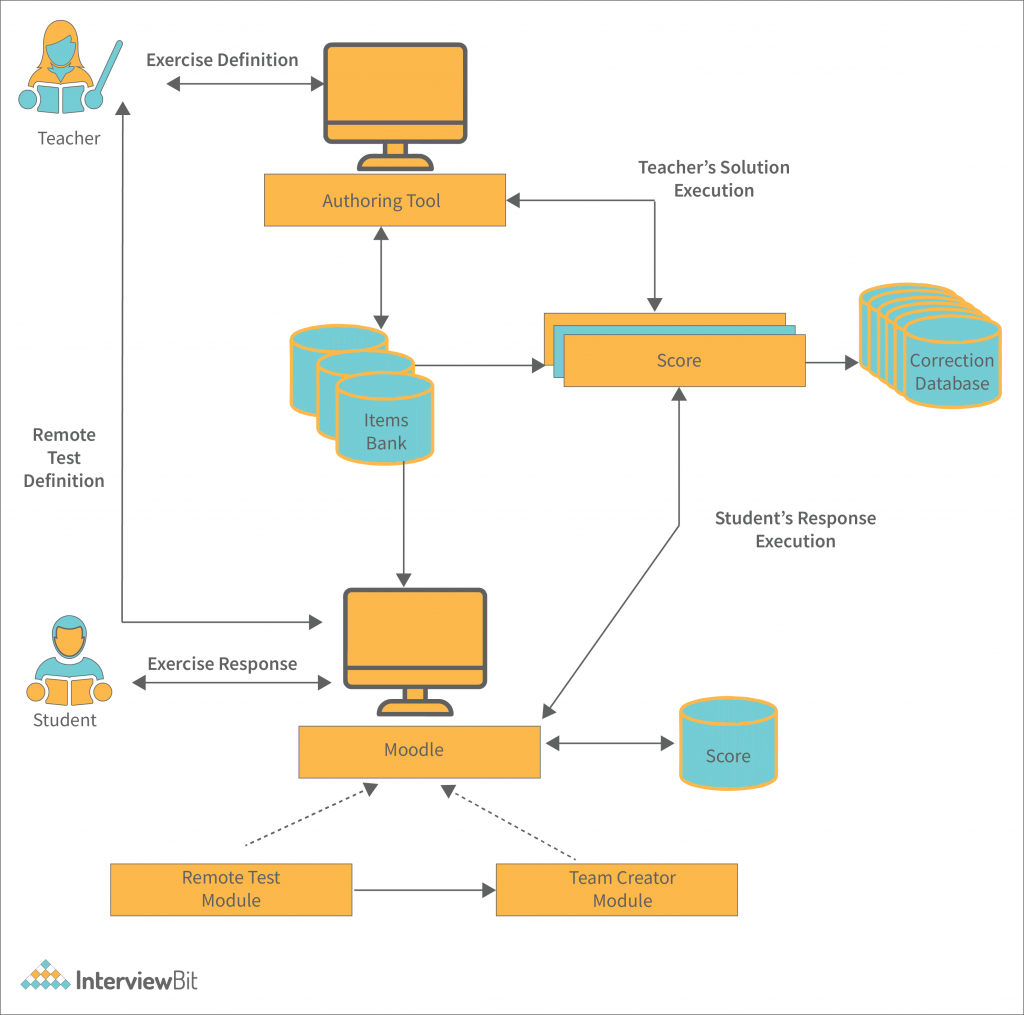 Exercise Definition
Teacher
Authoring Tool
Teacher’s Solution
Execution
Score
Correction
Database
Items
Bank
Remote
Test
Definition
Student’s Response
Execution
Exercise Response
Student
Moodle
Score
Remote Test
Module
Team Creator
Module
InterviewBit